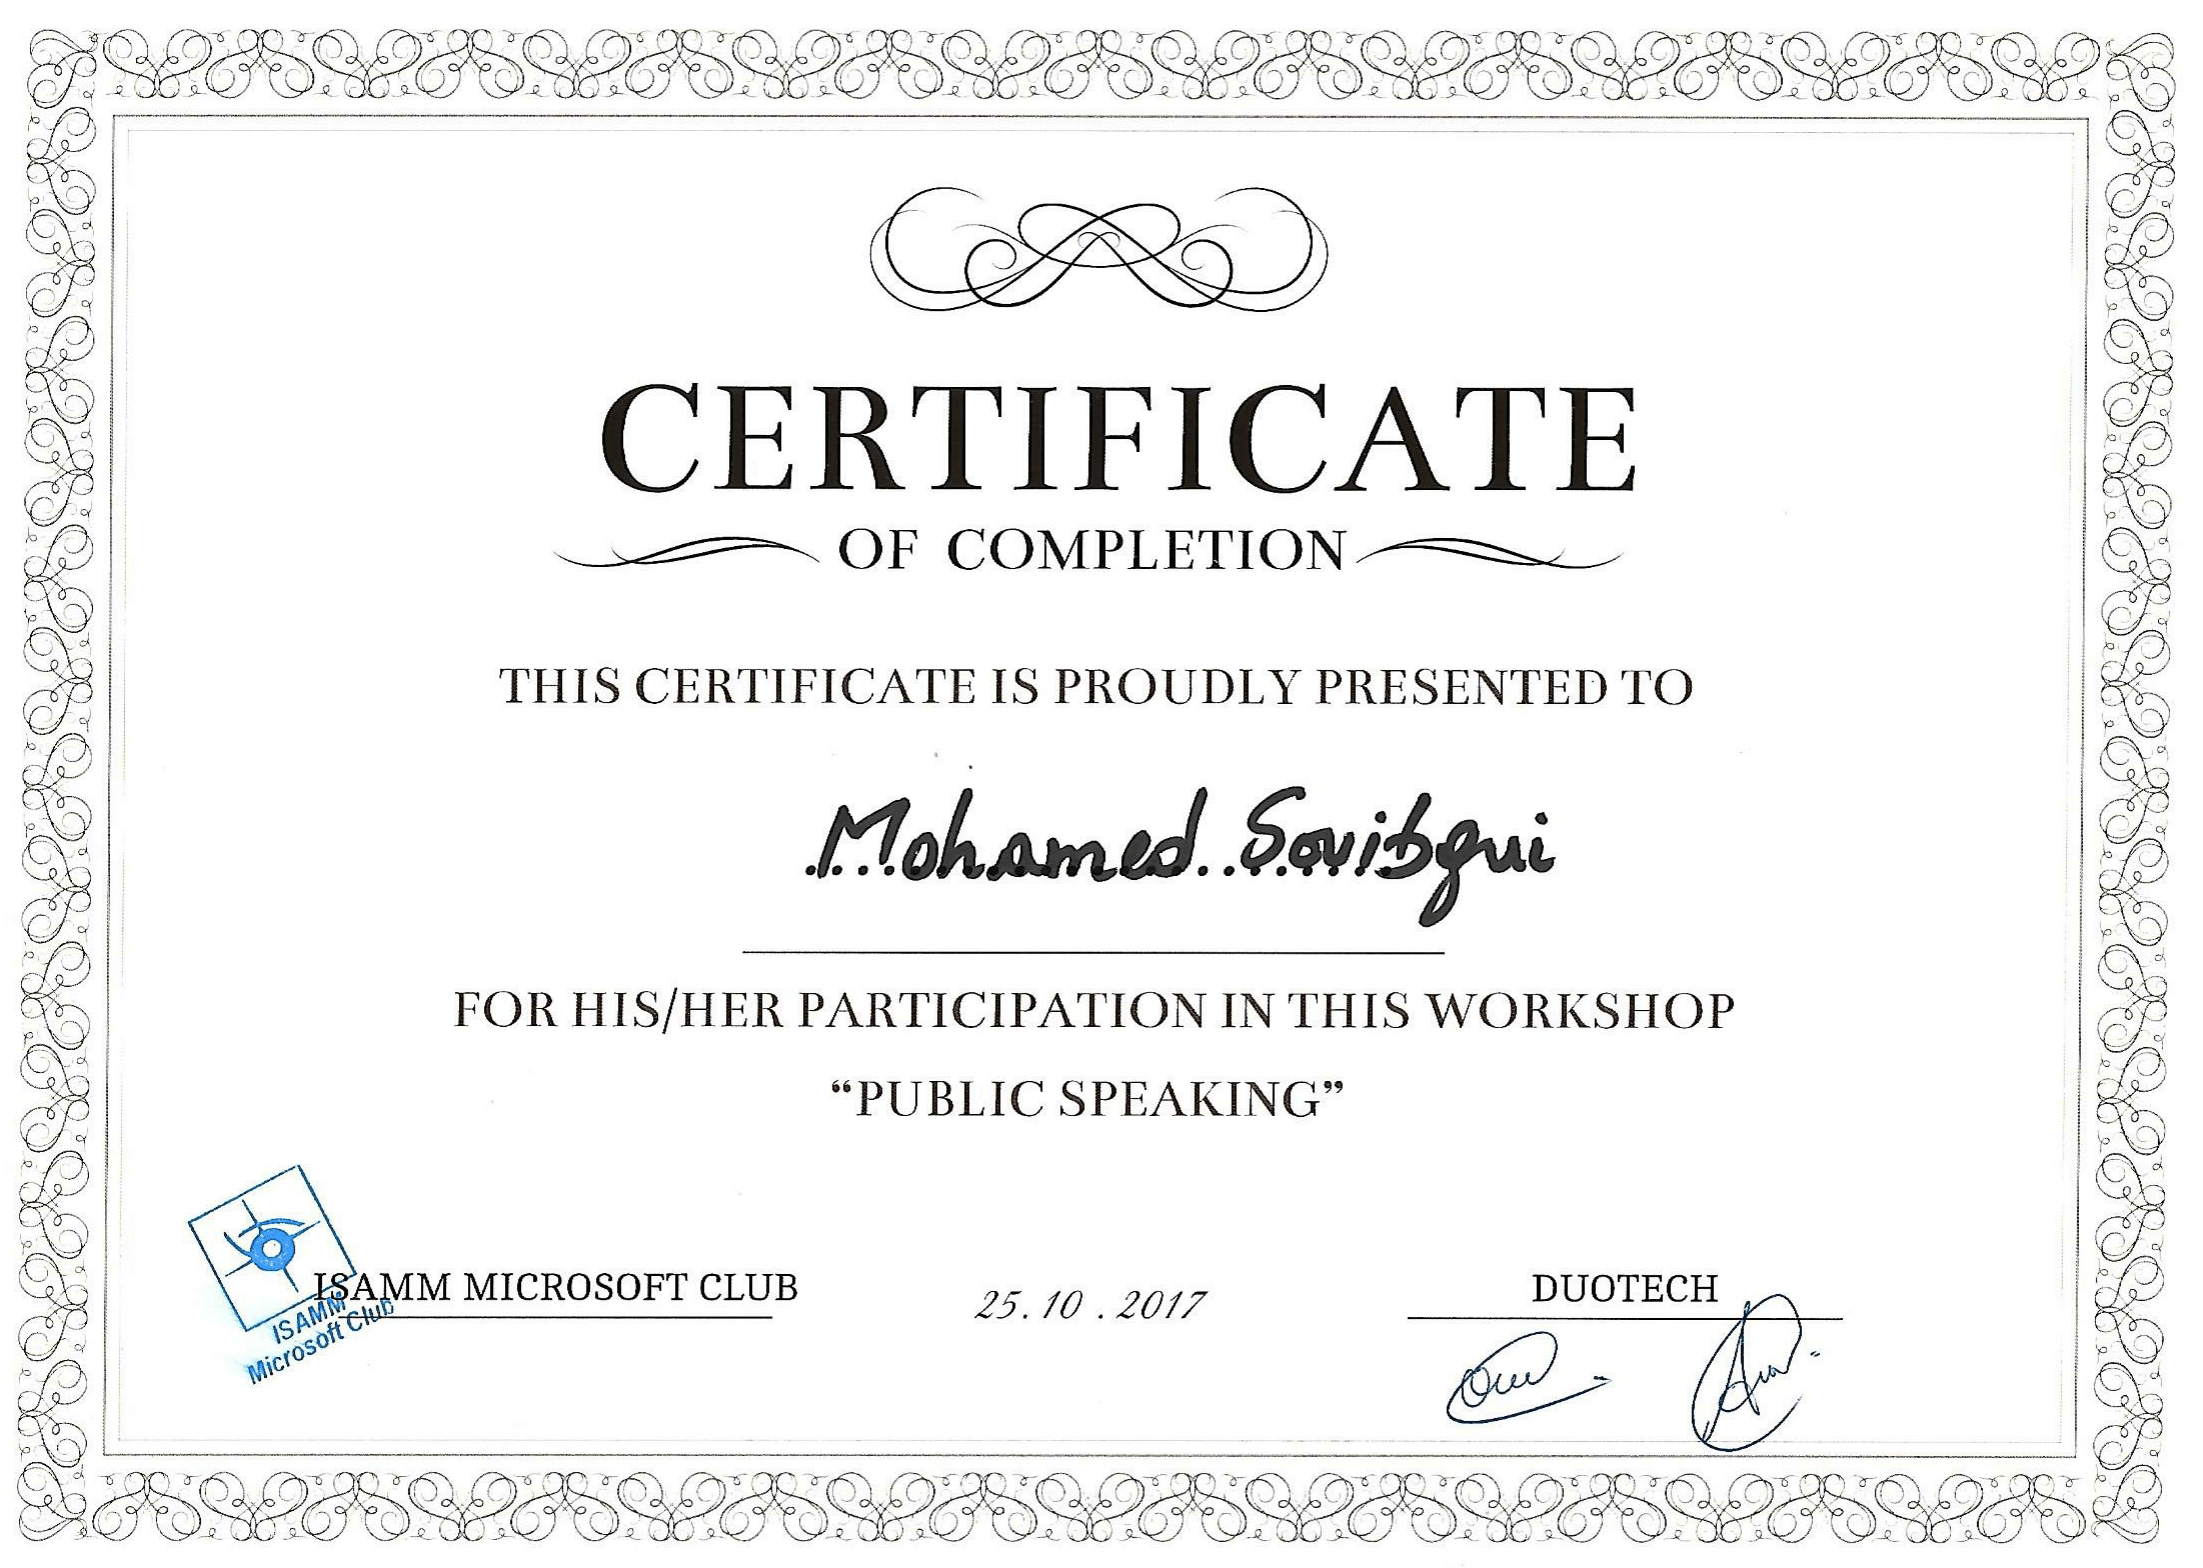 CERTIFICATE
OF COMPLETION
THIS CERTIFICATE IS PROUDLY PRESENTED TO
Mohamed
FOR HIS/HER PARTICIPATION IN THIS WORKSHOP
“PUBLIC SPEAKING”
ISAMM MICROSOFT CLUB
ISAMM
Microsoft Club
25.10.2017
DUOTECH